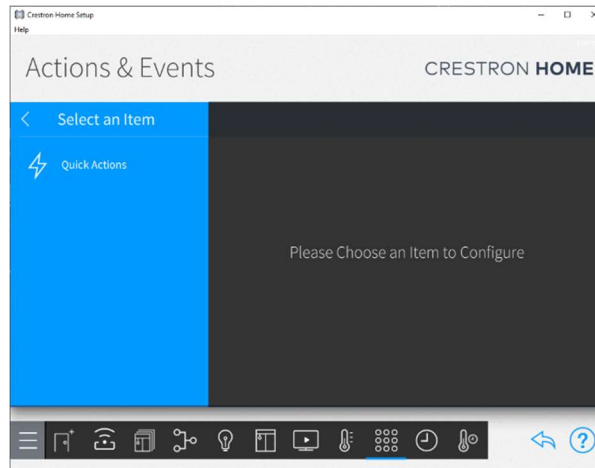 Crestron Home Setup
Help
Actions & Events
CRESTRON HOME
Select an Item
Quick Actions
Please Choose an Item to Configure
?